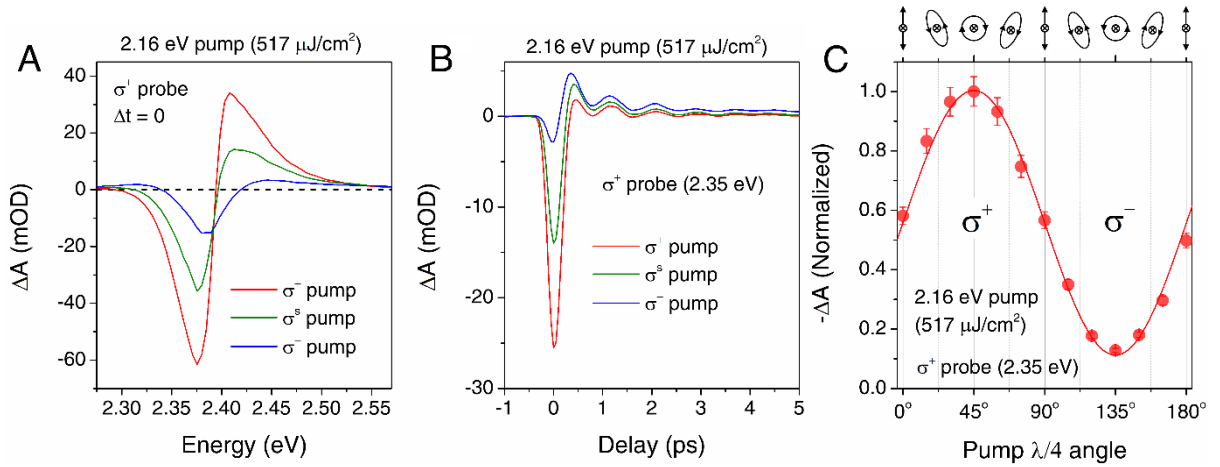 A
2.16 eV pump (517 μJ/cm²)
σ^ꞌ probe
Δt = 0
σ⁻ pump
σˢ pump
σ⁻ pump
40
20
0
-20
-40
-60
ΔA (mOD)
2.30 2.35 2.40 2.45 2.50 2.55
Energy (eV)
B
2.16 eV pump (517 μJ/cm²)
σ⁺ probe (2.35 eV)
σ^ꞌ pump
σˢ pump
σ⁻ pump
0
-10
-20
-30
ΔA (mOD)
-1 0 1 2 3 4 5
Delay (ps)
C
σ⁺ σ⁻
2.16 eV pump
(517 μJ/cm²)
σ⁺ probe (2.35 eV)
1.0
0.8
0.6
0.4
0.2
0.0
-ΔA (Normalized)
0° 45° 90° 135° 180°
Pump λ/4 angle